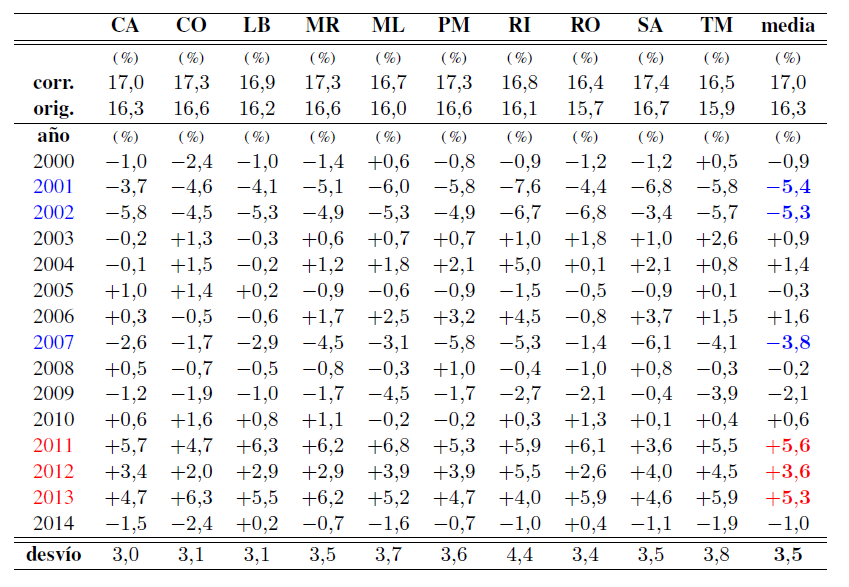 CA CO LB MR ML PM RI RO SA TM media
(%) (%) (%) (%) (%) (%) (%) (%) (%) (%) (%)
corr. 17,0 17,3 16,9 17,3 16,7 17,3 16,8 16,4 17,4 16,5 17,0
orig. 16,3 16,6 16,2 16,6 16,0 16,6 16,1 15,7 16,7 15,9 16,3
año (%) (%) (%) (%) (%) (%) (%) (%) (%) (%) (%)
2000 −1,0 −2,4 −1,0 −1,4 +0,6 −0,8 −0,9 −1,2 −1,2 +0,5 −0,9
2001 −3,7 −4,6 −4,1 −5,1 −6,0 −5,8 −7,6 −4,4 −6,8 −5,8 −5,4
2002 −5,8 −4,5 −5,3 −4,9 −5,3 −4,9 −6,7 −6,8 −3,4 −5,7 −5,3
2003 −0,2 +1,3 −0,3 +0,6 +0,7 +0,7 +1,0 +1,8 +1,0 +2,6 +0,9
2004 −0,1 +1,5 −0,2 +1,2 +1,8 +2,1 +5,0 +0,1 +2,1 +0,8 +1,4
2005 +1,0 +1,4 +0,2 −0,9 −0,6 −0,9 −1,5 −0,5 −0,9 +0,1 −0,3
2006 +0,3 −0,5 −0,6 +1,7 +2,5 +3,2 +4,5 −0,8 +3,7 +1,5 +1,6
2007 −2,6 −1,7 −2,9 −4,5 −3,1 −5,8 −5,3 −1,4 −6,1 −4,1 −3,8
2008 +0,5 −0,7 −0,5 −0,8 −0,3 +1,0 −0,4 −1,0 +0,8 −0,3 −0,2
2009 −1,2 −1,9 −1,0 −1,7 −4,5 −1,7 −2,7 −2,1 −0,4 −3,9 −2,1
2010 +0,6 +1,6 +0,8 +1,1 −0,2 −0,2 +0,3 +1,3 +0,1 +0,4 +0,6
2011 +5,7 +4,7 +6,3 +6,2 +6,8 +5,3 +5,9 +6,1 +3,6 +5,5 +5,6
2012 +3,4 +2,0 +2,9 +2,9 +3,9 +3,9 +5,5 +2,6 +4,0 +4,5 +3,6
2013 +4,7 +6,3 +5,5 +6,2 +5,2 +4,7 +4,0 +5,9 +4,6 +5,9 +5,3
2014 −1,5 −2,4 +0,2 −0,7 −1,6 −0,7 −1,0 +0,4 −1,1 −1,9 −1,0
desvío 3,0 3,1 3,1 3,5 3,7 3,6 4,4 3,4 3,5 3,8 3,5